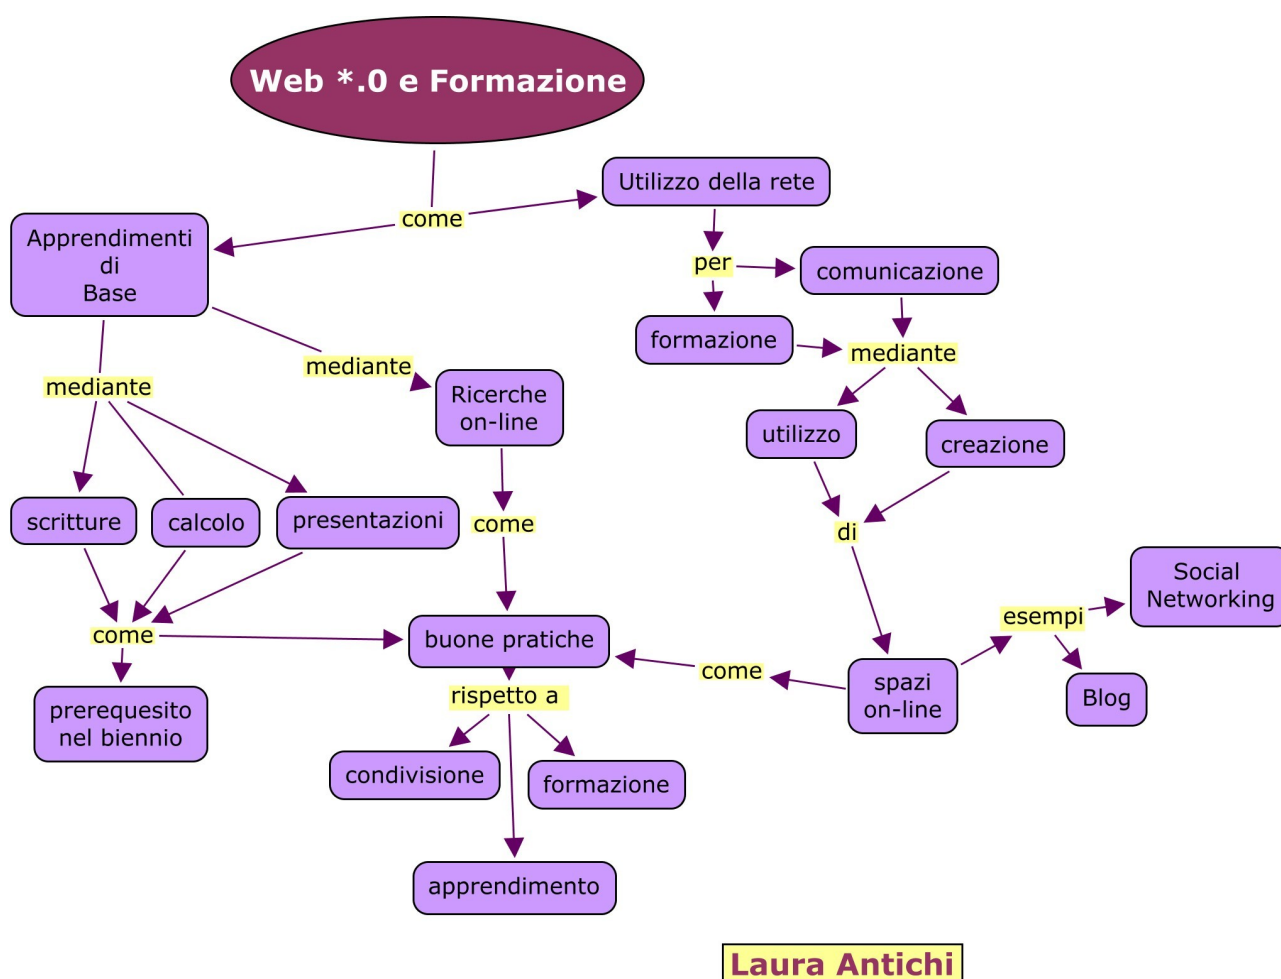 Web *.0 e Formazione
come
Utilizzo della rete
Apprendimenti
di
Base
per
comunicazione
formazione
mediante
mediante
mediante
Ricerche
on-line
utilizzo
creazione
scritture
calcolo
presentazioni
come
di
Social
Networking
esempi
come
buone pratiche
come
spazi
on-line
Blog
prerequesito
nel biennio
rispetto a
condivisione
formazione
apprendimento
Laura Antichi